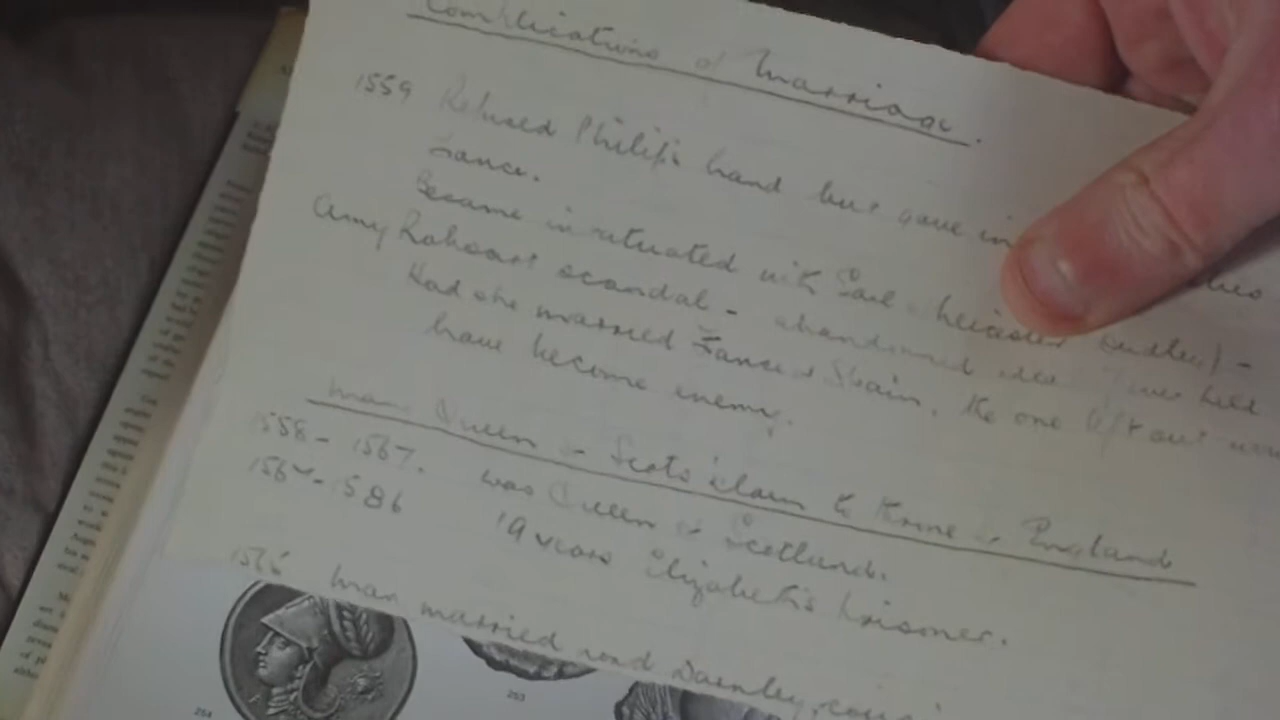 Complications of Marriage.
1559 Refused Philip's hand but gave in
France.
Became infatuated with Earl Leicester (Dudley) -
Amy Robsart scandal - abandoned idea held
Had she married France or Spain, the one left out
have become enemy.
Mary Queen of Scots' claim to throne of England
1558 - 1567. was Queen of Scotland.
1567 - 1586 19 years Elizabeth's prisoner.
Mary married Lord Darnley,
253
254